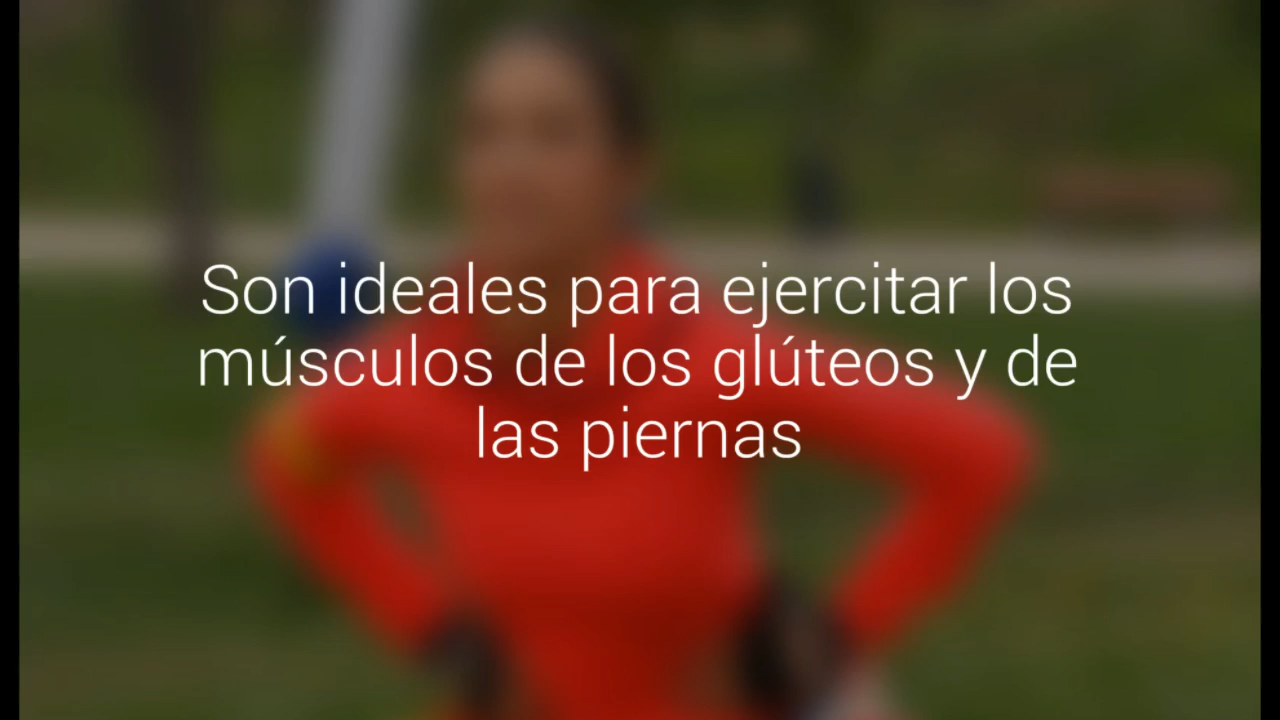 Son ideales para ejercitar los
músculos de los glúteos y de
las piernas